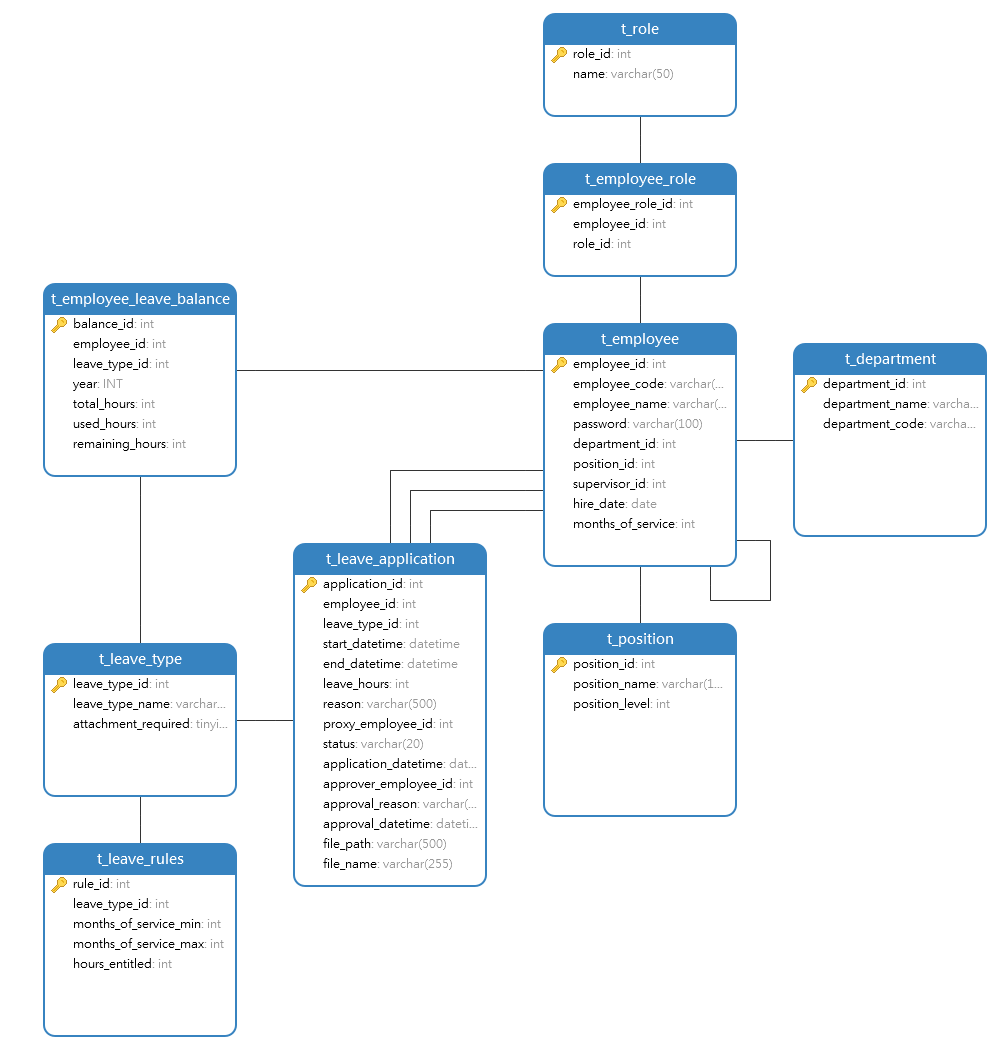 t_role
role_id: int
name: varchar(50)
t_employee_role
employee_role_id: int
employee_id: int
role_id: int
t_employee_leave_balance
balance_id: int
employee_id: int
leave_type_id: int
year: INT
total_hours: int
used_hours: int
remaining_hours: int
t_employee
employee_id: int
employee_code: varchar(...
employee_name: varchar(...
password: varchar(100)
department_id: int
position_id: int
supervisor_id: int
hire_date: date
months_of_service: int
t_department
department_id: int
department_name: varcha...
department_code: varcha...
t_leave_application
application_id: int
employee_id: int
leave_type_id: int
start_datetime: datetime
end_datetime: datetime
leave_hours: int
reason: varchar(500)
proxy_employee_id: int
status: varchar(20)
application_datetime: dat...
approver_employee_id: int
approval_reason: varchar(...
approval_datetime: dateti...
file_path: varchar(500)
file_name: varchar(255)
t_position
position_id: int
position_name: varchar(1...
position_level: int
t_leave_type
leave_type_id: int
leave_type_name: varchar...
attachment_required: tinyi...
t_leave_rules
rule_id: int
leave_type_id: int
months_of_service_min: int
months_of_service_max: int
hours_entitled: int